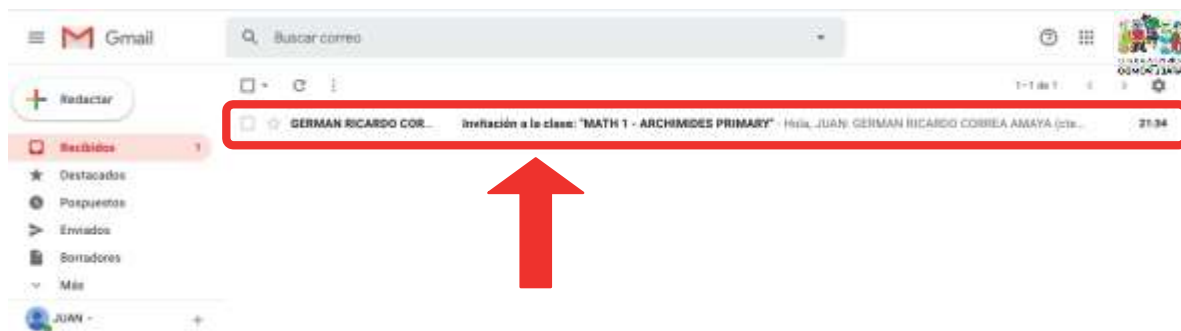 Gmail
Buscar correo
Redactar
1-1 de 1
GERMAN RICARDO COR... Invitación a la clase: "MATH 1 - ARCHIMIDES PRIMARY" - Hola, JUAN: GERMAN RICARDO CORREA AMAYA (cte... 21:34
Recibidos 1
Destacados
Pospuestos
Enviados
Borradores
Más
JUAN -